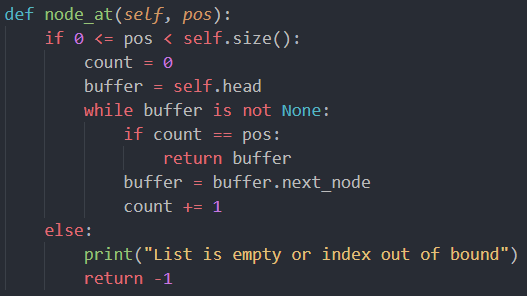 def node_at(self, pos):
    if 0 <= pos < self.size():
        count = 0
        buffer = self.head
        while buffer is not None:
            if count == pos:
                return buffer
            buffer = buffer.next_node
            count += 1
    else:
        print("List is empty or index out of bound")
        return -1